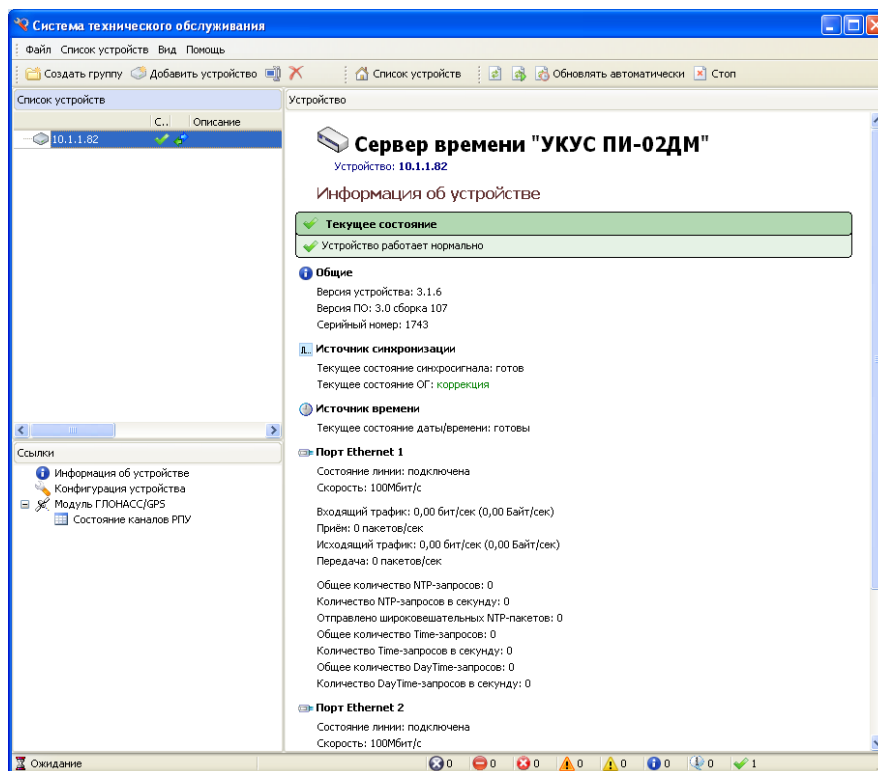 Система технического обслуживания
Файл Список устройств Вид Помощь
Создать группу Добавить устройство Список устройств Обновлять автоматически Стоп
Список устройств
С.. Описание
10.1.1.82
Ссылки
Информация об устройстве
Конфигурация устройства
Модуль ГЛОНАСС/GPS
Состояние каналов РПУ
Устройство
Сервер времени "УКУС ПИ-02ДМ"
Устройство: 10.1.1.82
Информация об устройстве
Текущее состояние
Устройство работает нормально
Общие
Версия устройства: 3.1.6
Версия ПО: 3.0 сборка 107
Серийный номер: 1743
Источник синхронизации
Текущее состояние синхросигнала: готов
Текущее состояние ОГ: коррекция
Источник времени
Текущее состояние даты/времени: готовы
Порт Ethernet 1
Состояние линии: подключена
Скорость: 100Мбит/с
Входящий трафик: 0,00 бит/сек (0,00 Байт/сек)
Приём: 0 пакетов/сек
Исходящий трафик: 0,00 бит/сек (0,00 Байт/сек)
Передача: 0 пакетов/сек
Общее количество NTP-запросов: 0
Количество NTP-запросов в секунду: 0
Отправлено широковещательных NTP-пакетов: 0
Общее количество Time-запросов: 0
Количество Time-запросов в секунду: 0
Общее количество DayTime-запросов: 0
Количество DayTime-запросов в секунду: 0
Порт Ethernet 2
Состояние линии: подключена
Скорость: 100Мбит/с
Ожидание 0 0 0 0 0 0 0 1